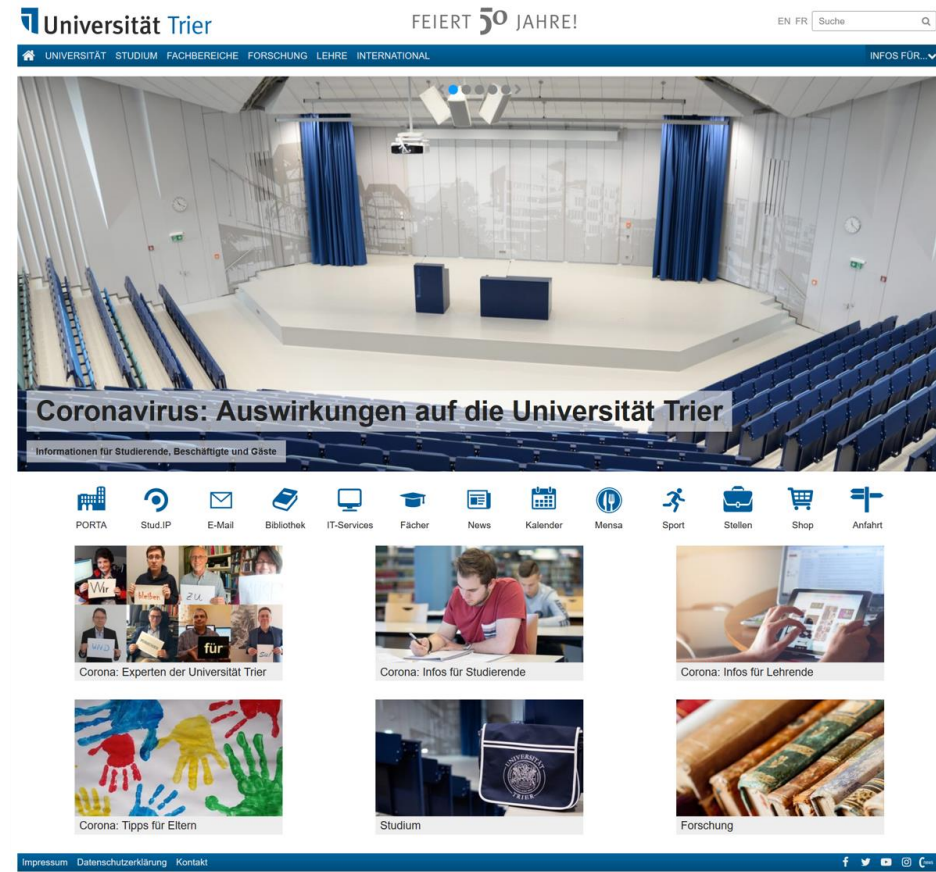 Universität Trier
FEIERT 50 JAHRE!
EN FR Suche
UNIVERSITÄT STUDIUM FACHBEREICHE FORSCHUNG LEHRE INTERNATIONAL INFOS FÜR...
Coronavirus: Auswirkungen auf die Universität Trier
Informationen für Studierende, Beschäftigte und Gäste
PORTA Stud.IP E-Mail Bibliothek IT-Services Fächer News Kalender Mensa Sport Stellen Shop Anfahrt
Wir bleiben zu
für
Corona: Experten der Universität Trier
Corona: Infos für Studierende
Corona: Infos für Lehrende
UNIVERSITÄT
TRIER
Corona: Tipps für Eltern
Studium
Forschung
Impressum Datenschutzerklärung Kontakt